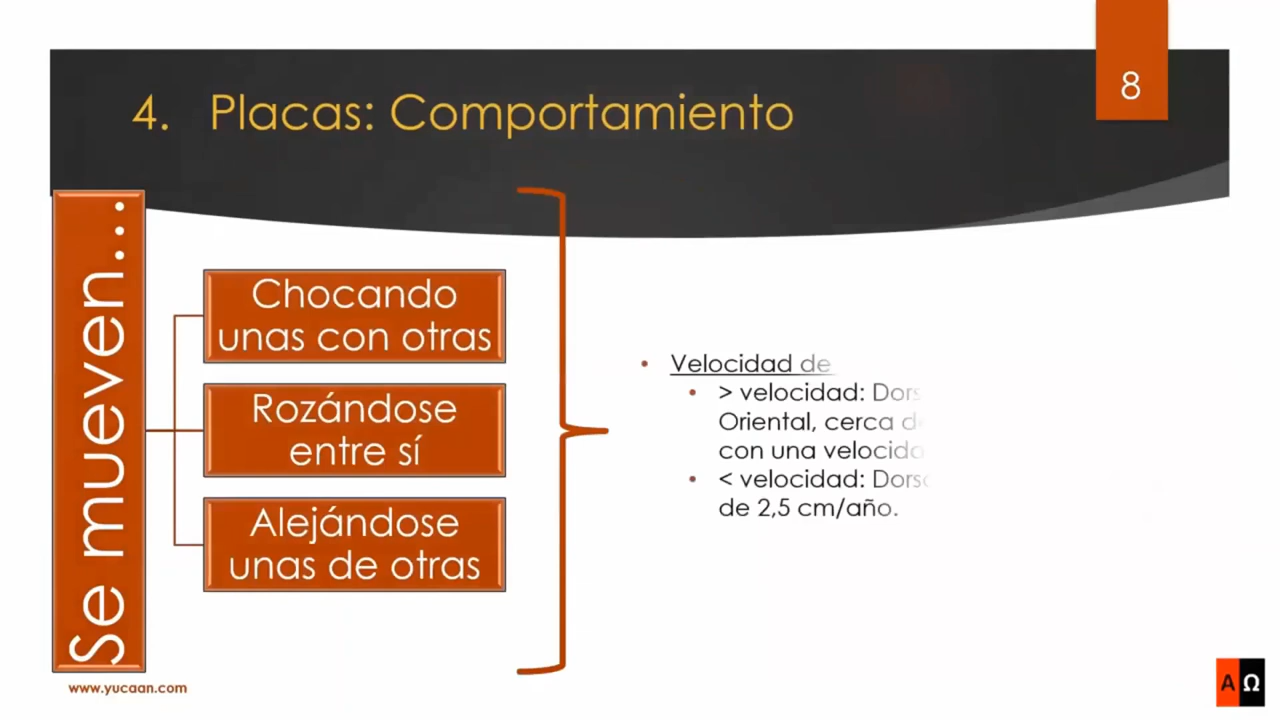 8
4. Placas: Comportamiento
Se mueven...
Chocando
unas con otras
Rozándose
entre sí
Alejándose
unas de otras
• Velocidad de
• > velocidad:
Oriental, cerca
con una
• < velocidad:
de 2,5 cm/año.
www.yucaan.com
A Ω